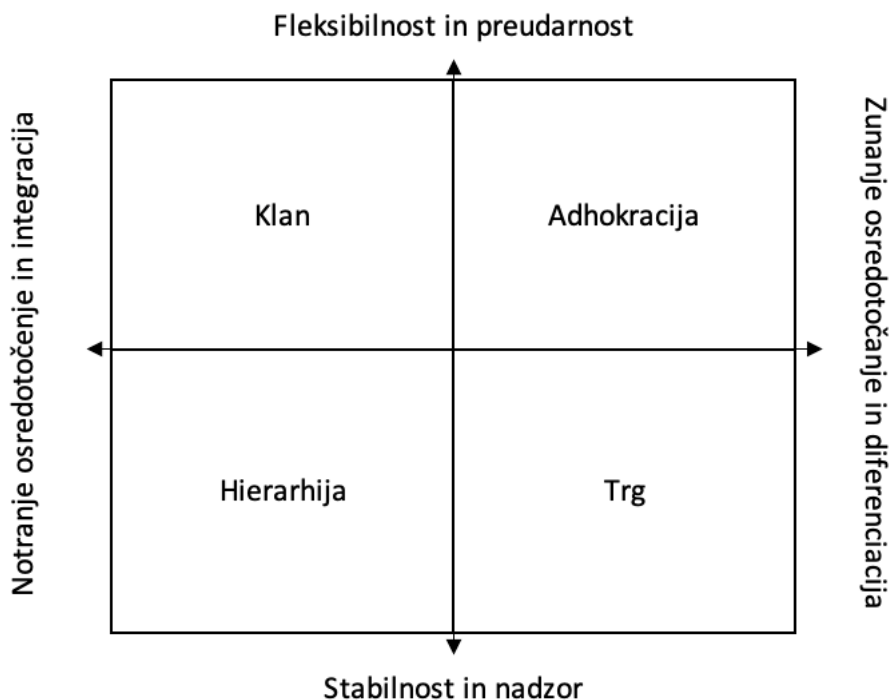 Fleksibilnost in preudarnost
Notranje osredotočenje in integracija
Zunanje osredotočanje in diferenciacija
Klan
Adhokracija
Hierarhija
Trg
Stabilnost in nadzor